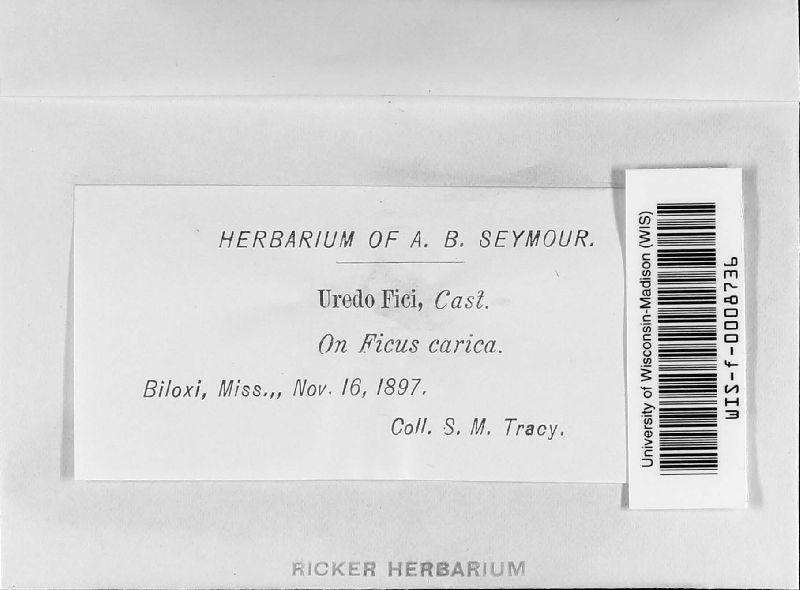 HERBARIUM OF A. B. SEYMOUR.
Uredo Fici, Cast.
On Ficus carica.
Biloxi, Miss.,, Nov. 16, 1897.
Coll. S. M. Tracy.
University of Wisconsin-Madison (WIS)
WIS-f-0008736
RICKER HERBARIUM